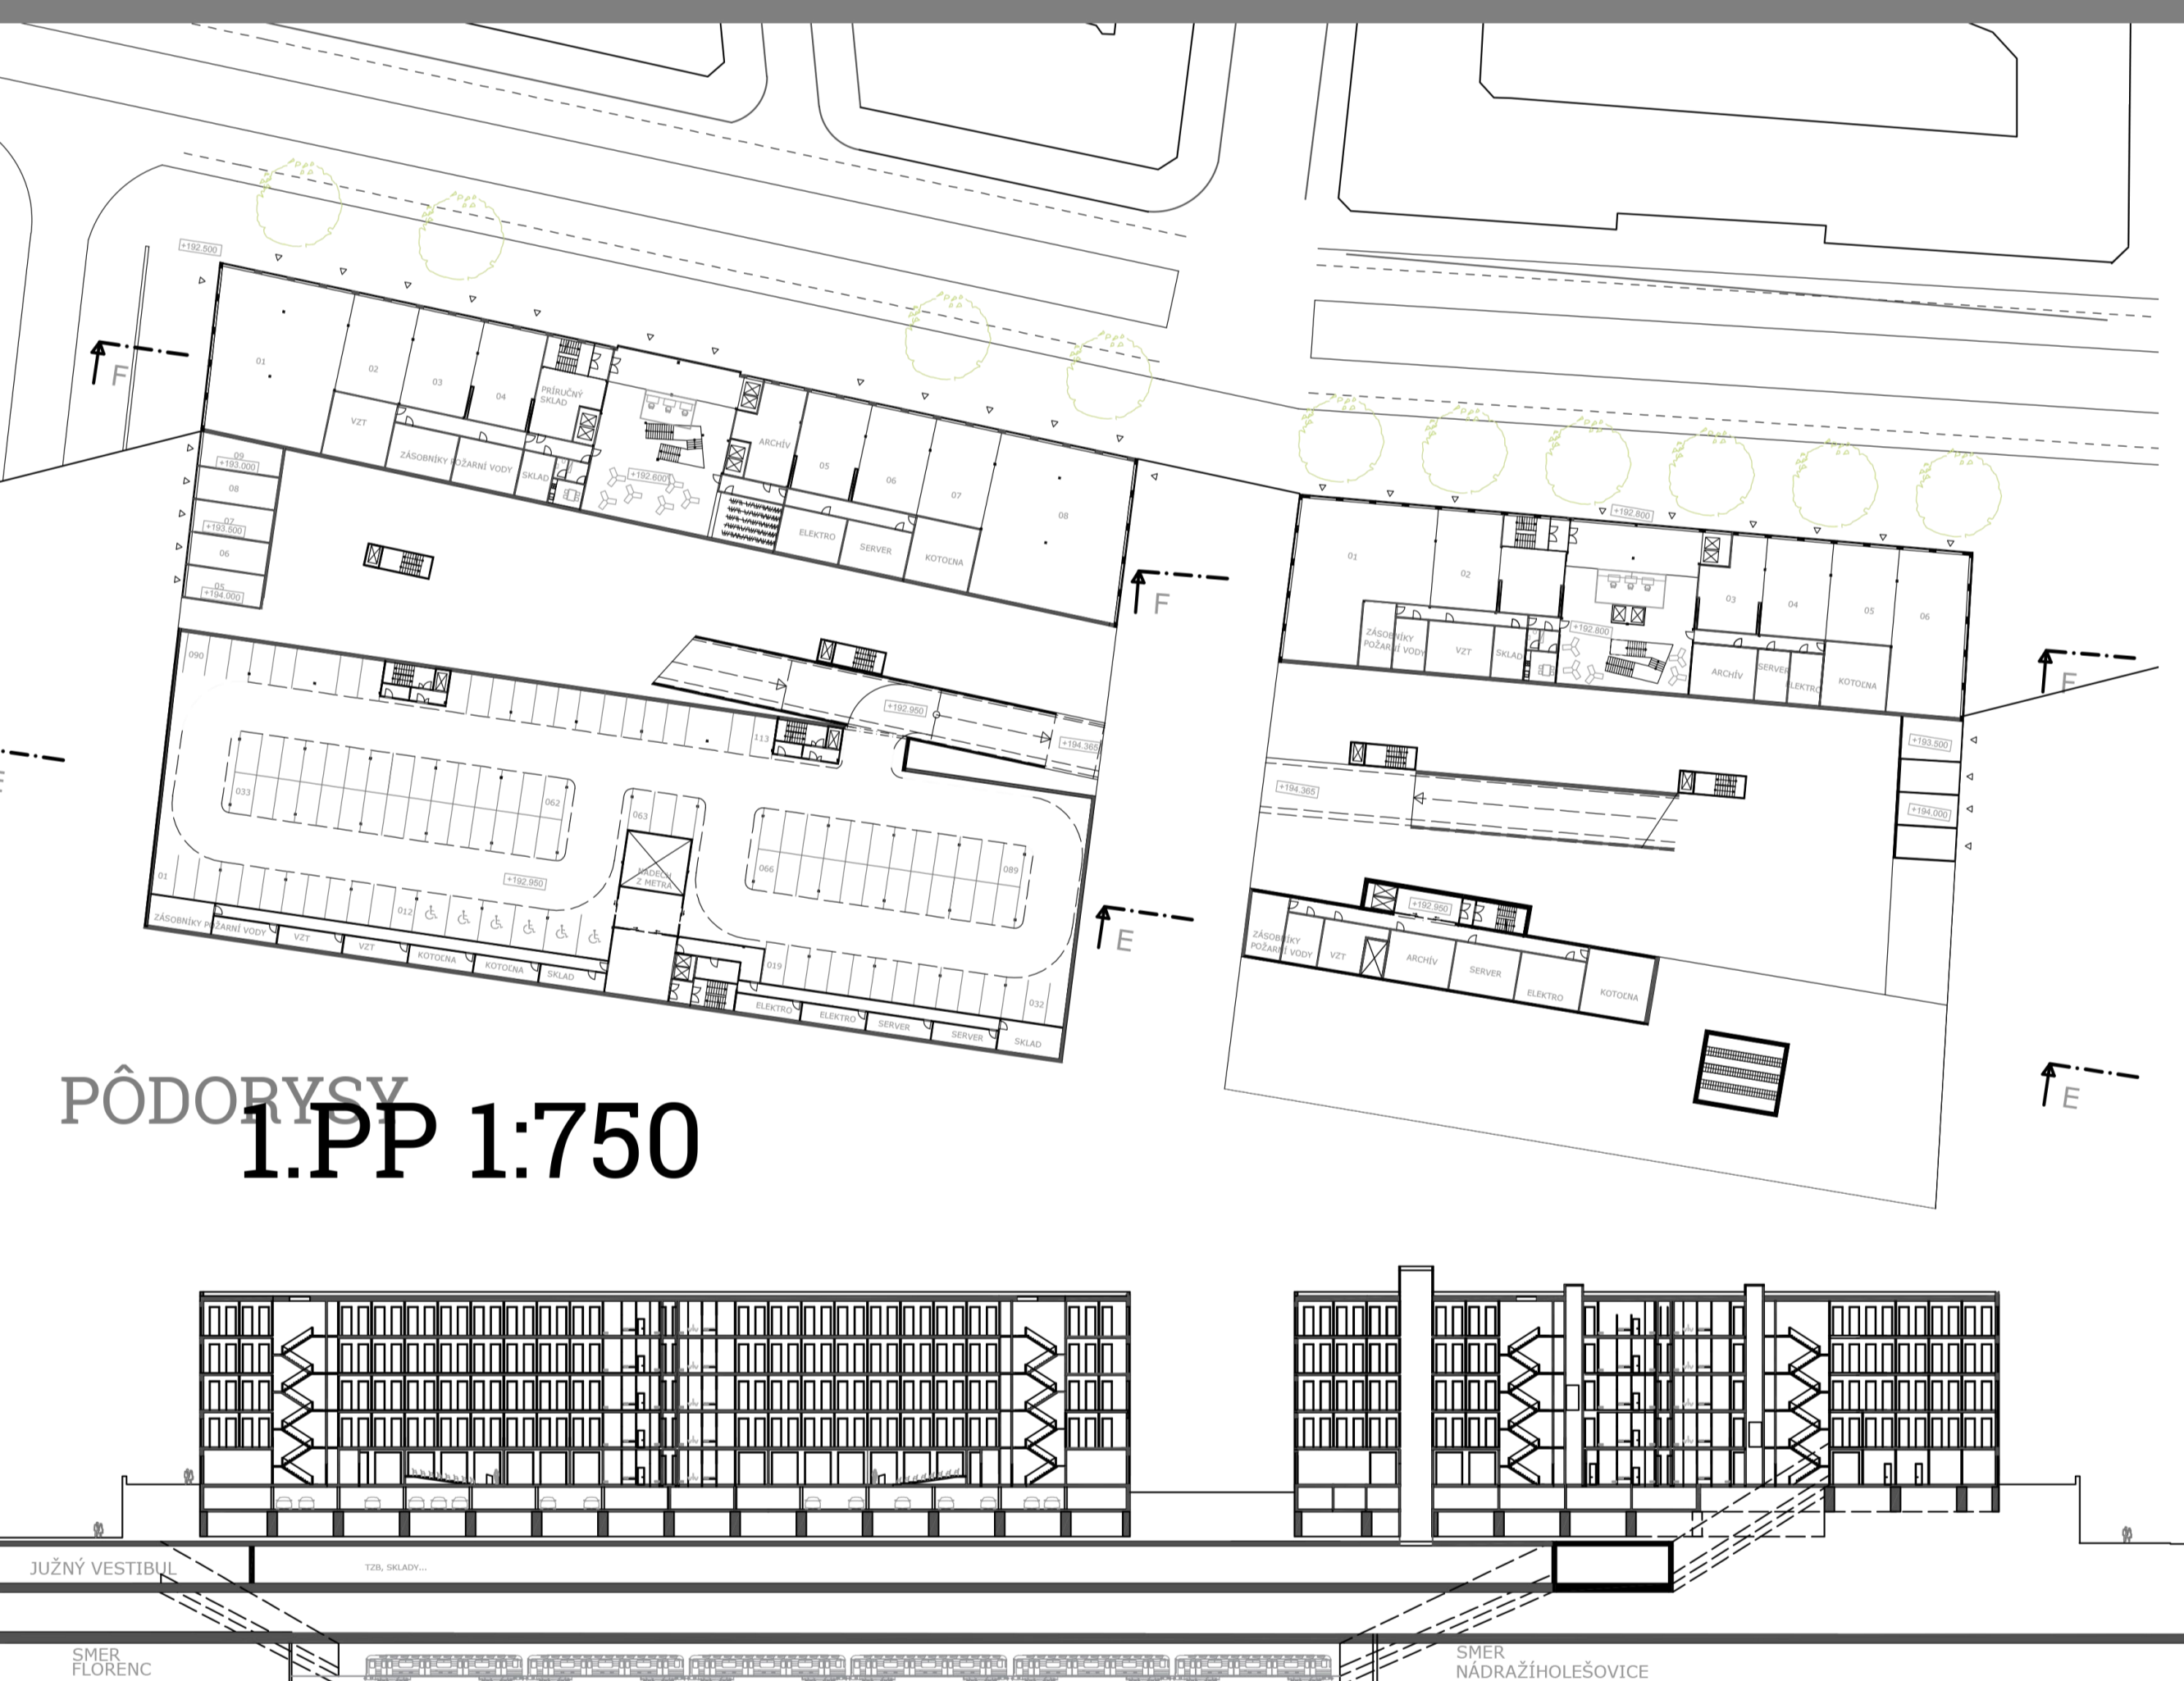 +192.500
F
01
02
03
04
PRÍRUČNÝ
SKLAD
VZT
ZÁSOBNÍKY POŽARNÍ VODY
SKLAD
+192.600
ARCHÍV
05
06
07
08
ELEKTRO
SERVER
KOTOĽNA
F
09
+193.000
08
07
+193.500
06
05
+194.000
090
113
+192.950
+194.365
033
062
063
066
089
NÁDECH
Z METRA
+192.950
01
012
019
032
ZÁSOBNÍKY POŽARNÍ VODY
VZT
VZT
KOTOĽNA
KOTOĽNA
SKLAD
ELEKTRO
ELEKTRO
SERVER
SERVER
SKLAD
E
+192.800
01
02
03
04
05
06
+192.800
ZÁSOBNÍKY
POŽARNÍ VODY
VZT
SKLAD
ARCHÍV
SERVER
ELEKTRO
KOTOĽNA
F
+193.500
+194.000
+194.365
+192.950
ZÁSOBNÍKY
POŽARNÍ VODY
VZT
ARCHÍV
SERVER
ELEKTRO
KOTOĽNA
E
PÔDORYSY
1.PP 1:750
JUŽNÝ VESTIBUL
TZB, SKLADY...
SMER
FLORENC
SMER
NÁDRAŽÍHOLEŠOVICE